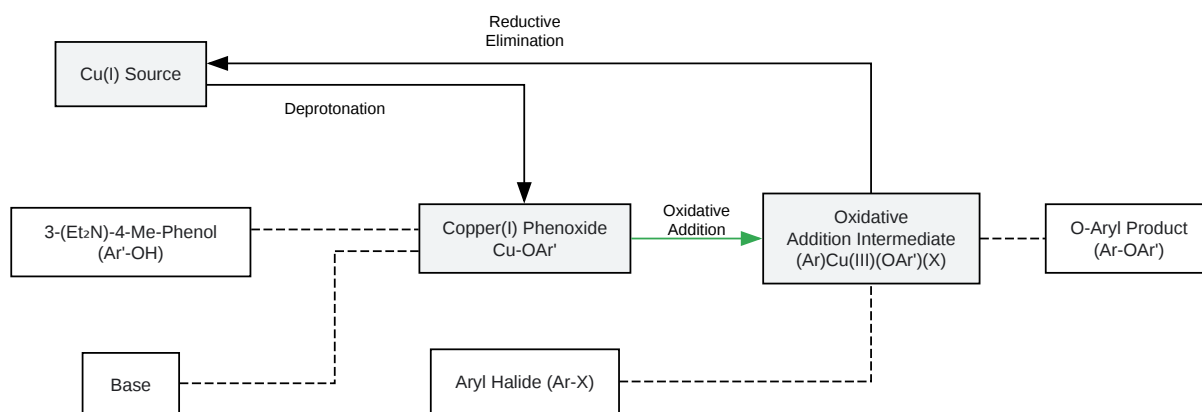 Reductive
Elimination
Cu(I) Source
Deprotonation
3-(Et₂N)-4-Me-Phenol
(Ar'-OH)
Copper(I) Phenoxide
Cu-OAr'
Oxidative
Addition
Oxidative
Addition Intermediate
(Ar)Cu(III)(OAr')(X)
O-Aryl Product
(Ar-OAr')
Base
Aryl Halide (Ar-X)